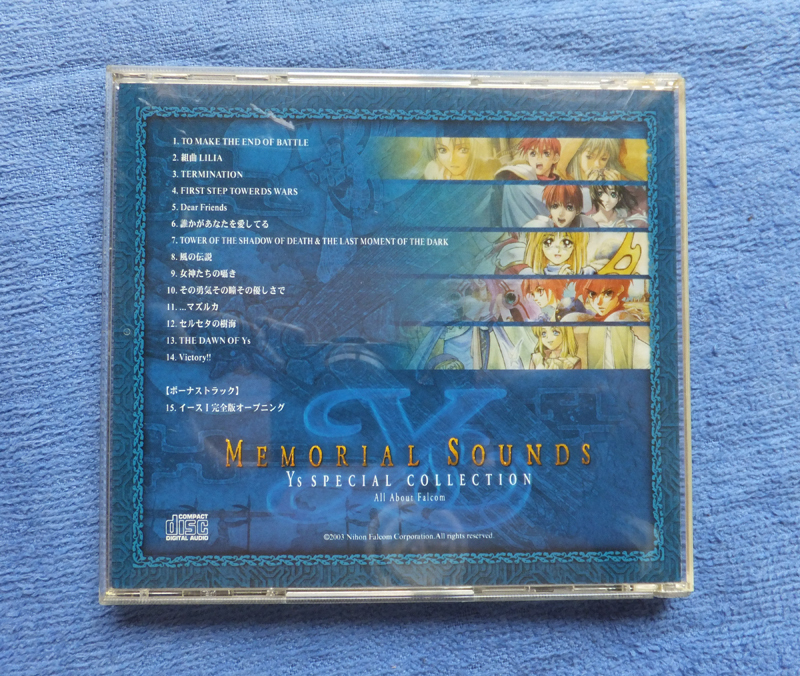 1. TO MAKE THE END OF BATTLE
2. 組曲 LILIA
3. TERMINATION
4. FIRST STEP TOWERDS WARS
5. Dear Friends
6. 誰かがあなたを愛してる
7. TOWER OF THE SHADOW OF DEATH & THE LAST MOMENT OF THE DARK
8. 風の伝説
9. 女神たちの囁き
10. その勇気その瞳その優しさで
11. ...マズルカ
12. セルセタの樹海
13. THE DAWN OF Ys
14. Victory!!
【ボーナストラック】
15. イースⅠ完全版オープニング
Ys
MEMORIAL SOUNDS
Ys SPECIAL COLLECTION
All About Falcom
COMPACT
disc
DIGITAL AUDIO
©2003 Nihon Falcom Corporation.All rights reserved.